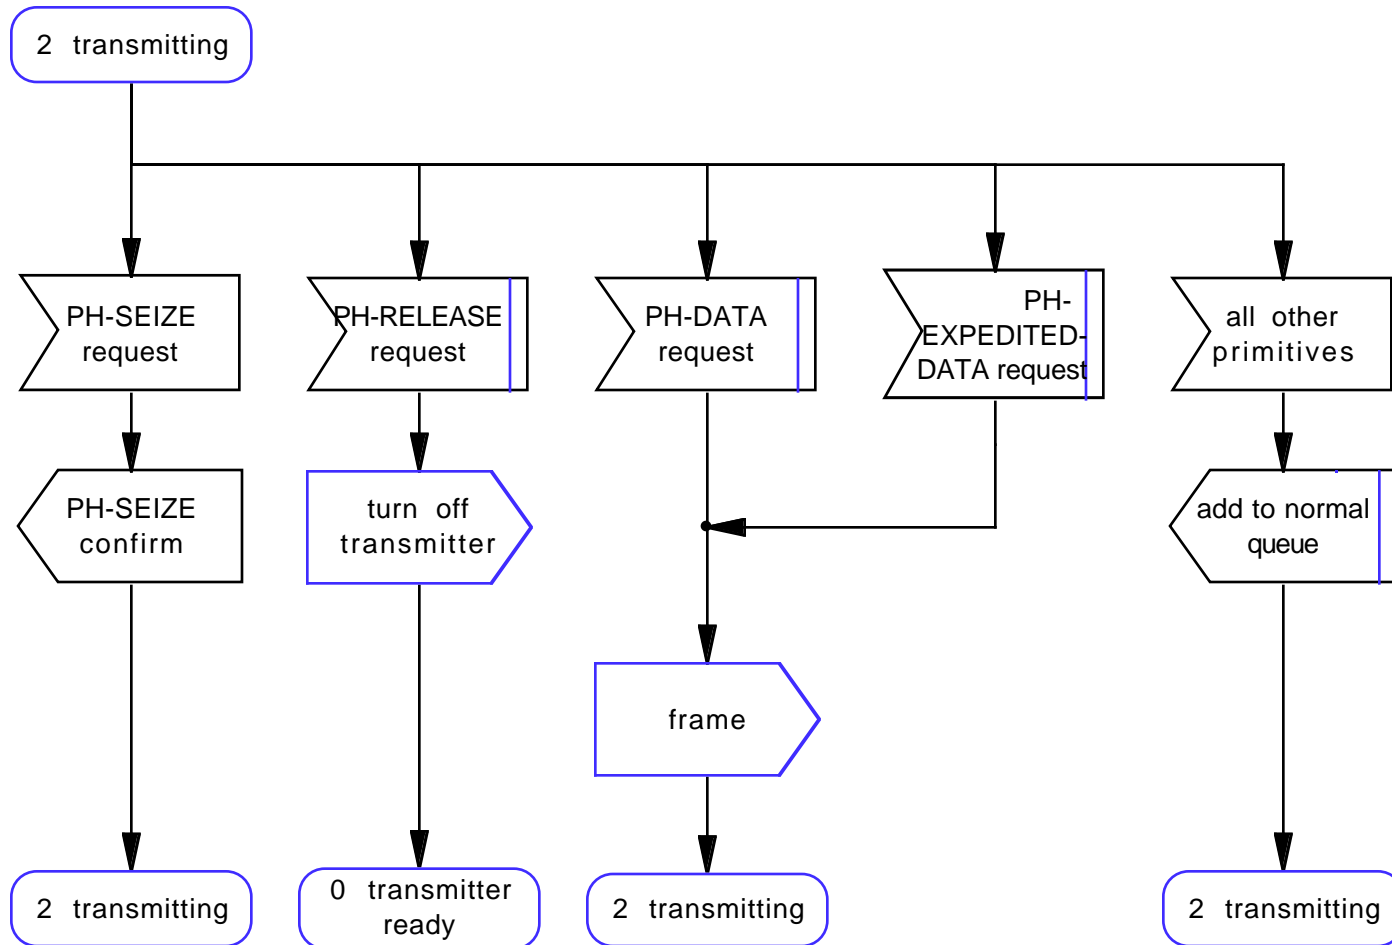 2 transmitting
PH-SEIZE
request
PH-RELEASE
request
PH-DATA
request
PH-
EXPEDITED-
DATA request
all other
primitives
PH-SEIZE
confirm
turn off
transmitter
add to normal
queue
frame
2 transmitting
0 transmitter
ready
2 transmitting
2 transmitting